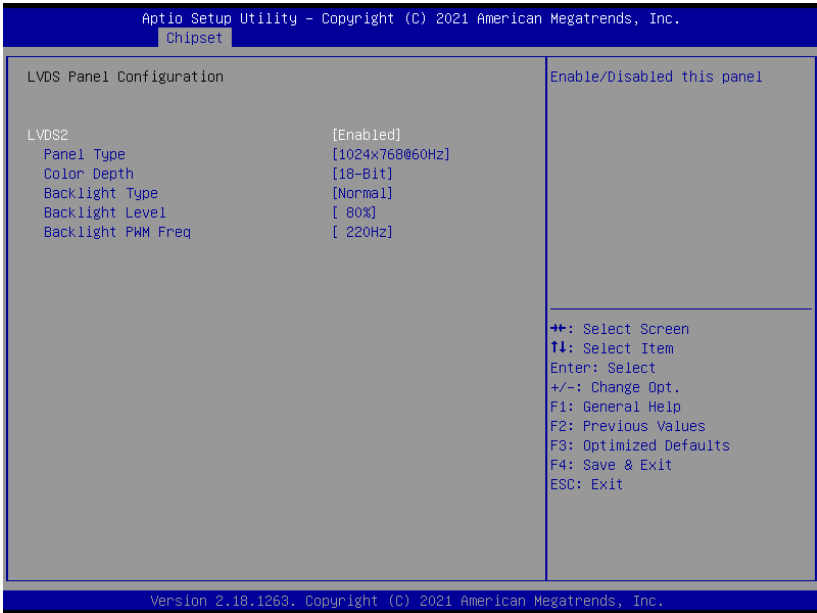 Aptio Setup Utility – Copyright (C) 2021 American Megatrends, Inc.
Chipset
LVDS Panel Configuration
LVDS2 [Enabled]
Panel Type [1024x768@60Hz]
Color Depth [18-Bit]
Backlight Type [Normal]
Backlight Level [ 80%]
Backlight PWM Freq [ 220Hz]
Enable/Disabled this panel
→←: Select Screen
↑↓: Select Item
Enter: Select
+/-: Change Opt.
F1: General Help
F2: Previous Values
F3: Optimized Defaults
F4: Save & Exit
ESC: Exit
Version 2.18.1263. Copyright (C) 2021 American Megatrends, Inc.